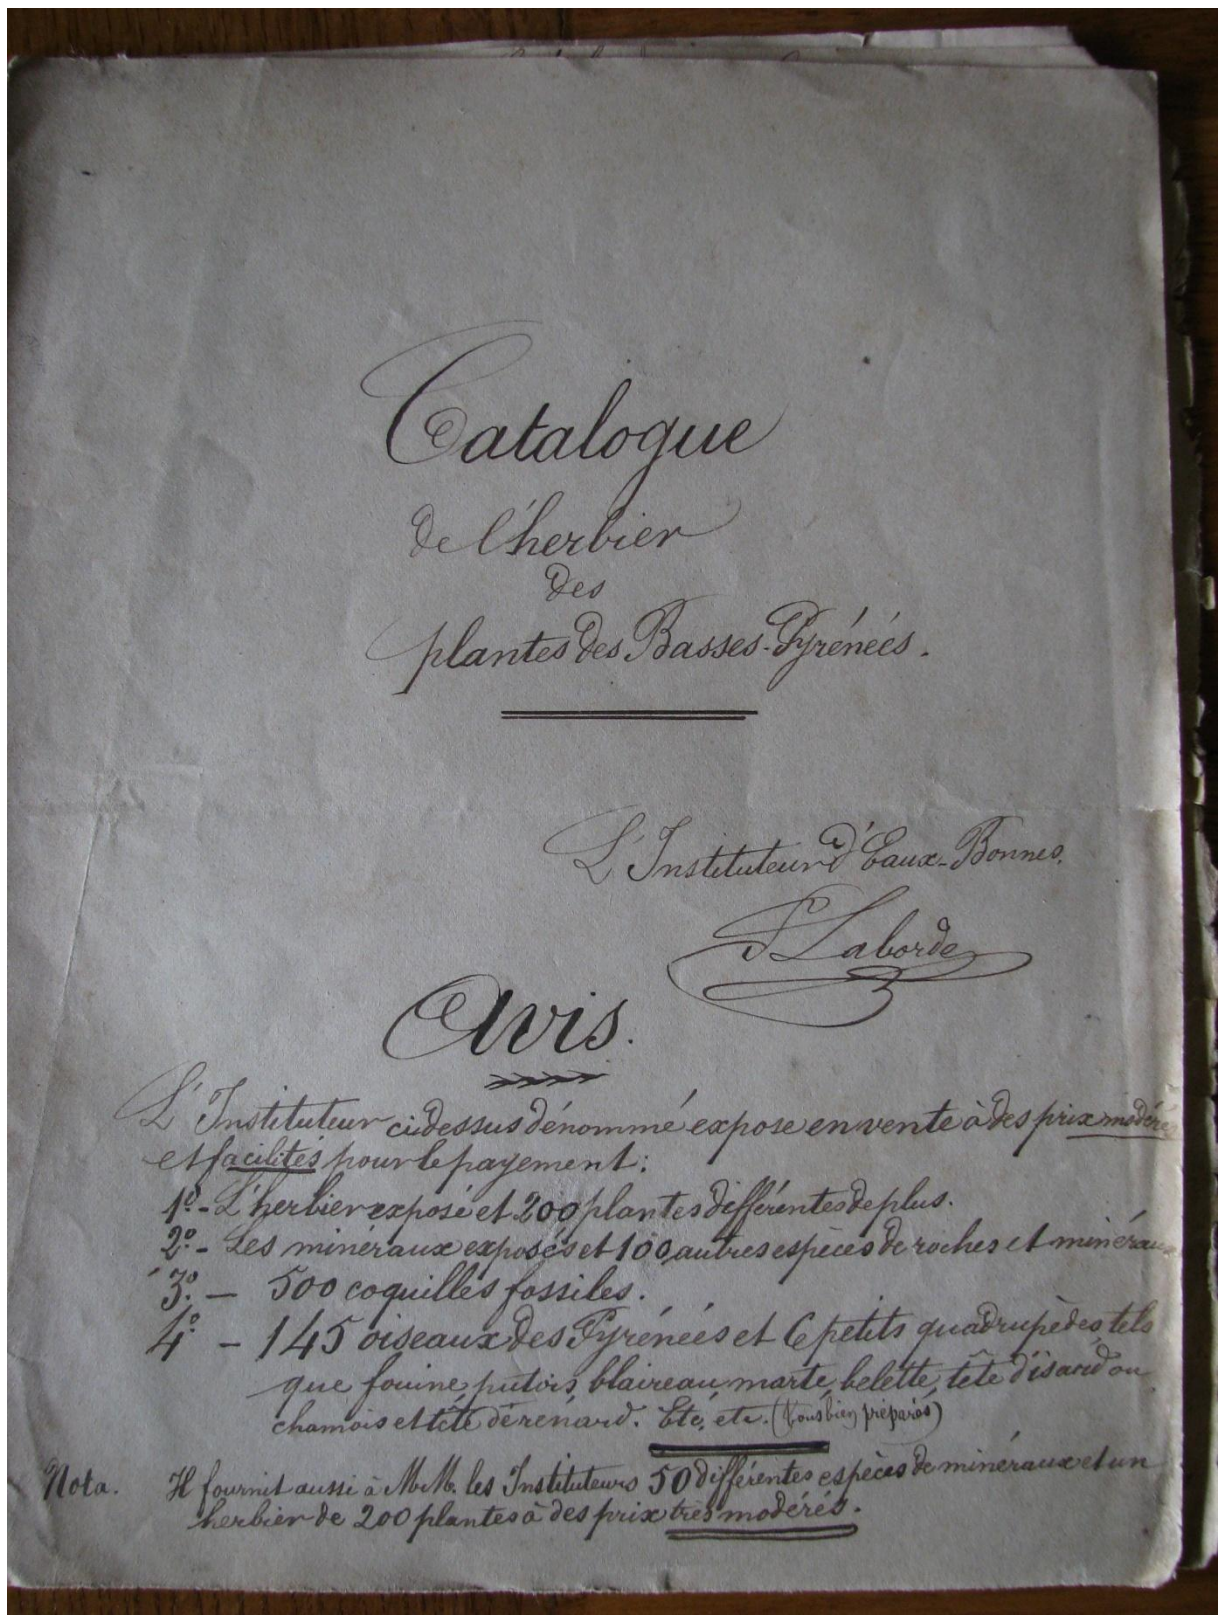 Catalogue
de l'herbier
des
plantes des Basses-Pyrénées.
L'Instituteur d'Eaux-Bonnes.
Laborde
Avis.
L'Instituteur ci-dessus dénommé expose en vente à des prix modérés
et facilités pour le payement:
1º - L'herbier exposé et 200 plantes différentes de plus.
2º - Les minéraux exposés et 100 autres espèces de roches et minéraux
3º. - 500 coquilles fossiles.
4º - 145 oiseaux des Pyrénées et 6 petits quadrupèdes tels
que fouine, putois, blaireau, marte, belette, tête d'isard ou
chamois et tête de renard. Etc, etc. (tous bien préparés)
Nota. Il fournit aussi à M.M. les Instituteurs 50 différentes espèces de minéraux et un
herbier de 200 plantes à des prix très modérés.